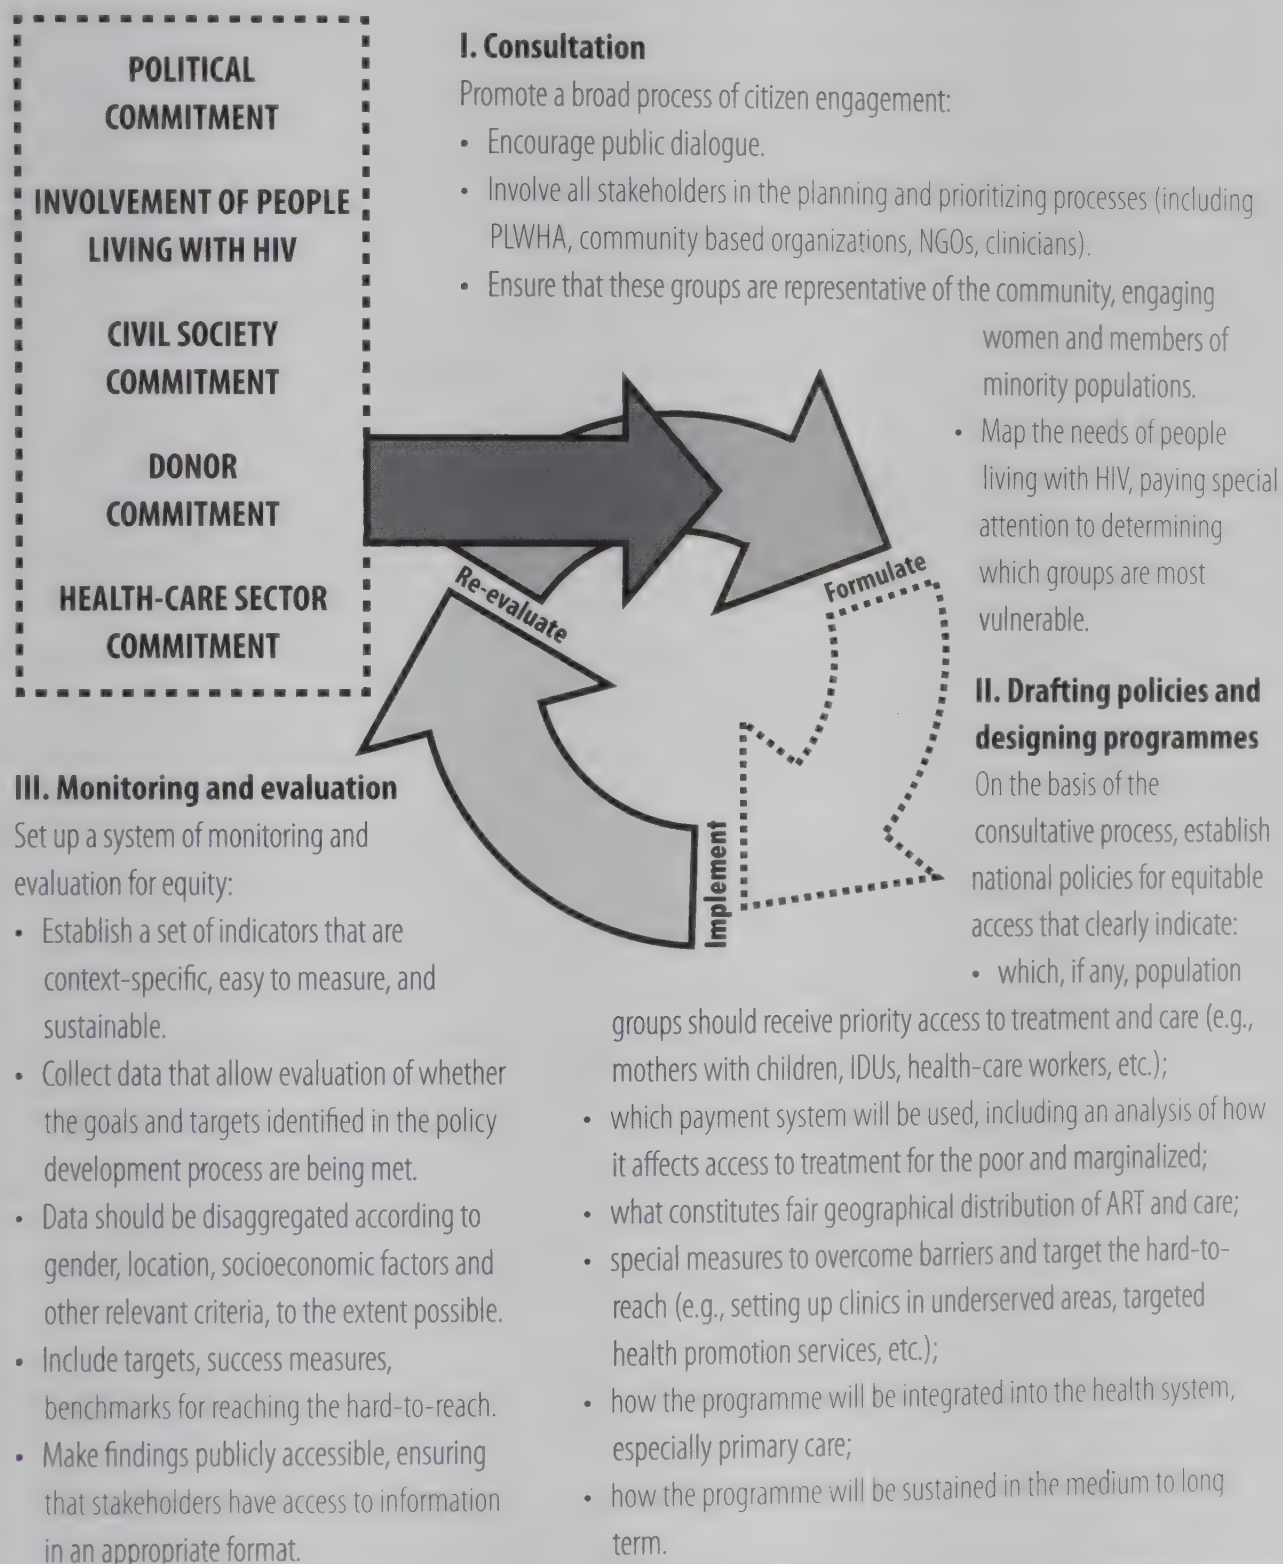 POLITICAL
COMMITMENT
INVOLVEMENT OF PEOPLE
LIVING WITH HIV
CIVIL SOCIETY
COMMITMENT
DONOR
COMMITMENT
HEALTH-CARE SECTOR
COMMITMENT
I. Consultation
Promote a broad process of citizen engagement:
• Encourage public dialogue.
• Involve all stakeholders in the planning and prioritizing processes (including
PLWHA, community based organizations, NGOs, clinicians).
• Ensure that these groups are representative of the community, engaging
women and members of
minority populations.
• Map the needs of people
living with HIV, paying special
attention to determining
which groups are most
vulnerable.
Re-evaluate
Formulate
Implement
II. Drafting policies and
designing programmes
On the basis of the
consultative process, establish
national policies for equitable
access that clearly indicate:
• which, if any, population
groups should receive priority access to treatment and care (e.g.,
mothers with children, IDUs, health-care workers, etc.);
• which payment system will be used, including an analysis of how
it affects access to treatment for the poor and marginalized;
• what constitutes fair geographical distribution of ART and care;
• special measures to overcome barriers and target the hard-to-
reach (e.g., setting up clinics in underserved areas, targeted
health promotion services, etc.);
• how the programme will be integrated into the health system,
especially primary care;
• how the programme will be sustained in the medium to long
term.
III. Monitoring and evaluation
Set up a system of monitoring and
evaluation for equity:
• Establish a set of indicators that are
context-specific, easy to measure, and
sustainable.
• Collect data that allow evaluation of whether
the goals and targets identified in the policy
development process are being met.
• Data should be disaggregated according to
gender, location, socioeconomic factors and
other relevant criteria, to the extent possible.
• Include targets, success measures,
benchmarks for reaching the hard-to-reach.
• Make findings publicly accessible, ensuring
that stakeholders have access to information
in an appropriate format.